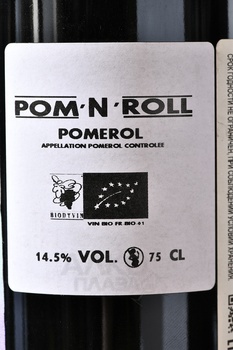 POM'N'ROLL
POMEROL
APPELLATION POMEROL CONTROLEE
BIODYVIN
VIN BIO FR-BIO-01
14.5% VOL. 75 CL